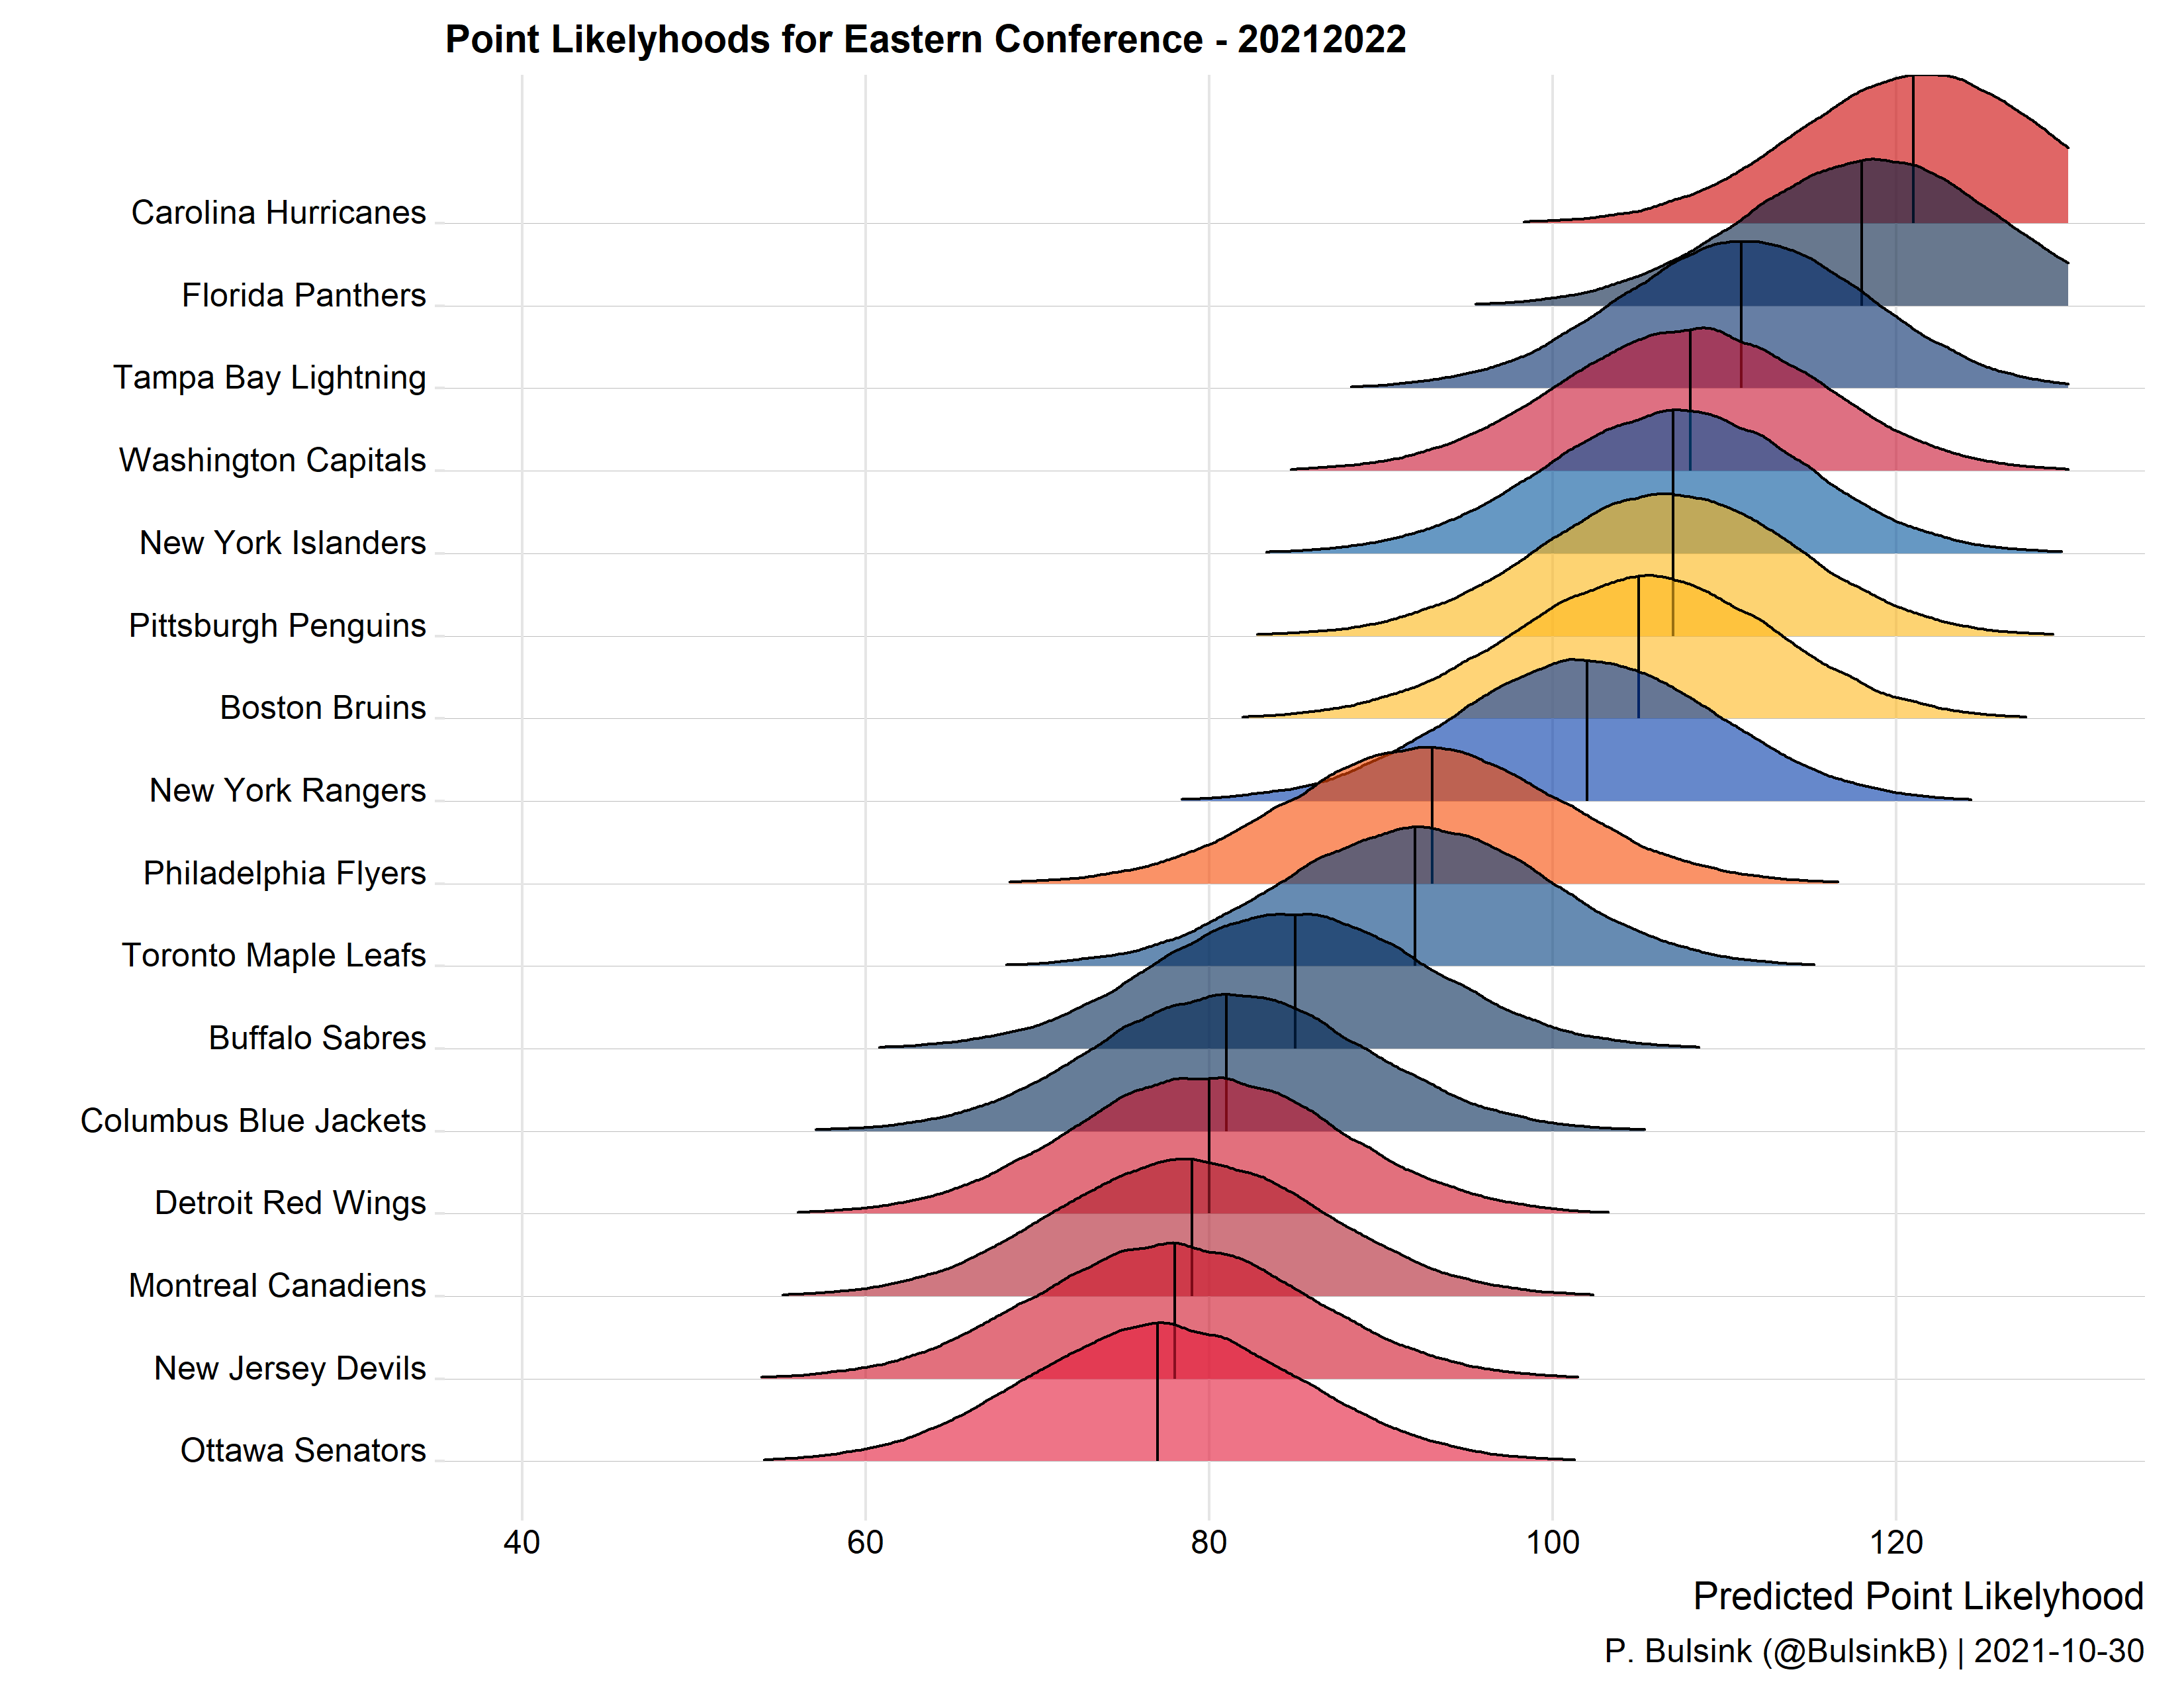 Point Likelyhoods for Eastern Conference - 20212022
Carolina Hurricanes
Florida Panthers
Tampa Bay Lightning
Washington Capitals
New York Islanders
Pittsburgh Penguins
Boston Bruins
New York Rangers
Philadelphia Flyers
Toronto Maple Leafs
Buffalo Sabres
Columbus Blue Jackets
Detroit Red Wings
Montreal Canadiens
New Jersey Devils
Ottawa Senators
40 60 80 100 120
Predicted Point Likelyhood
P. Bulsink (@BulsinkB) | 2021-10-30